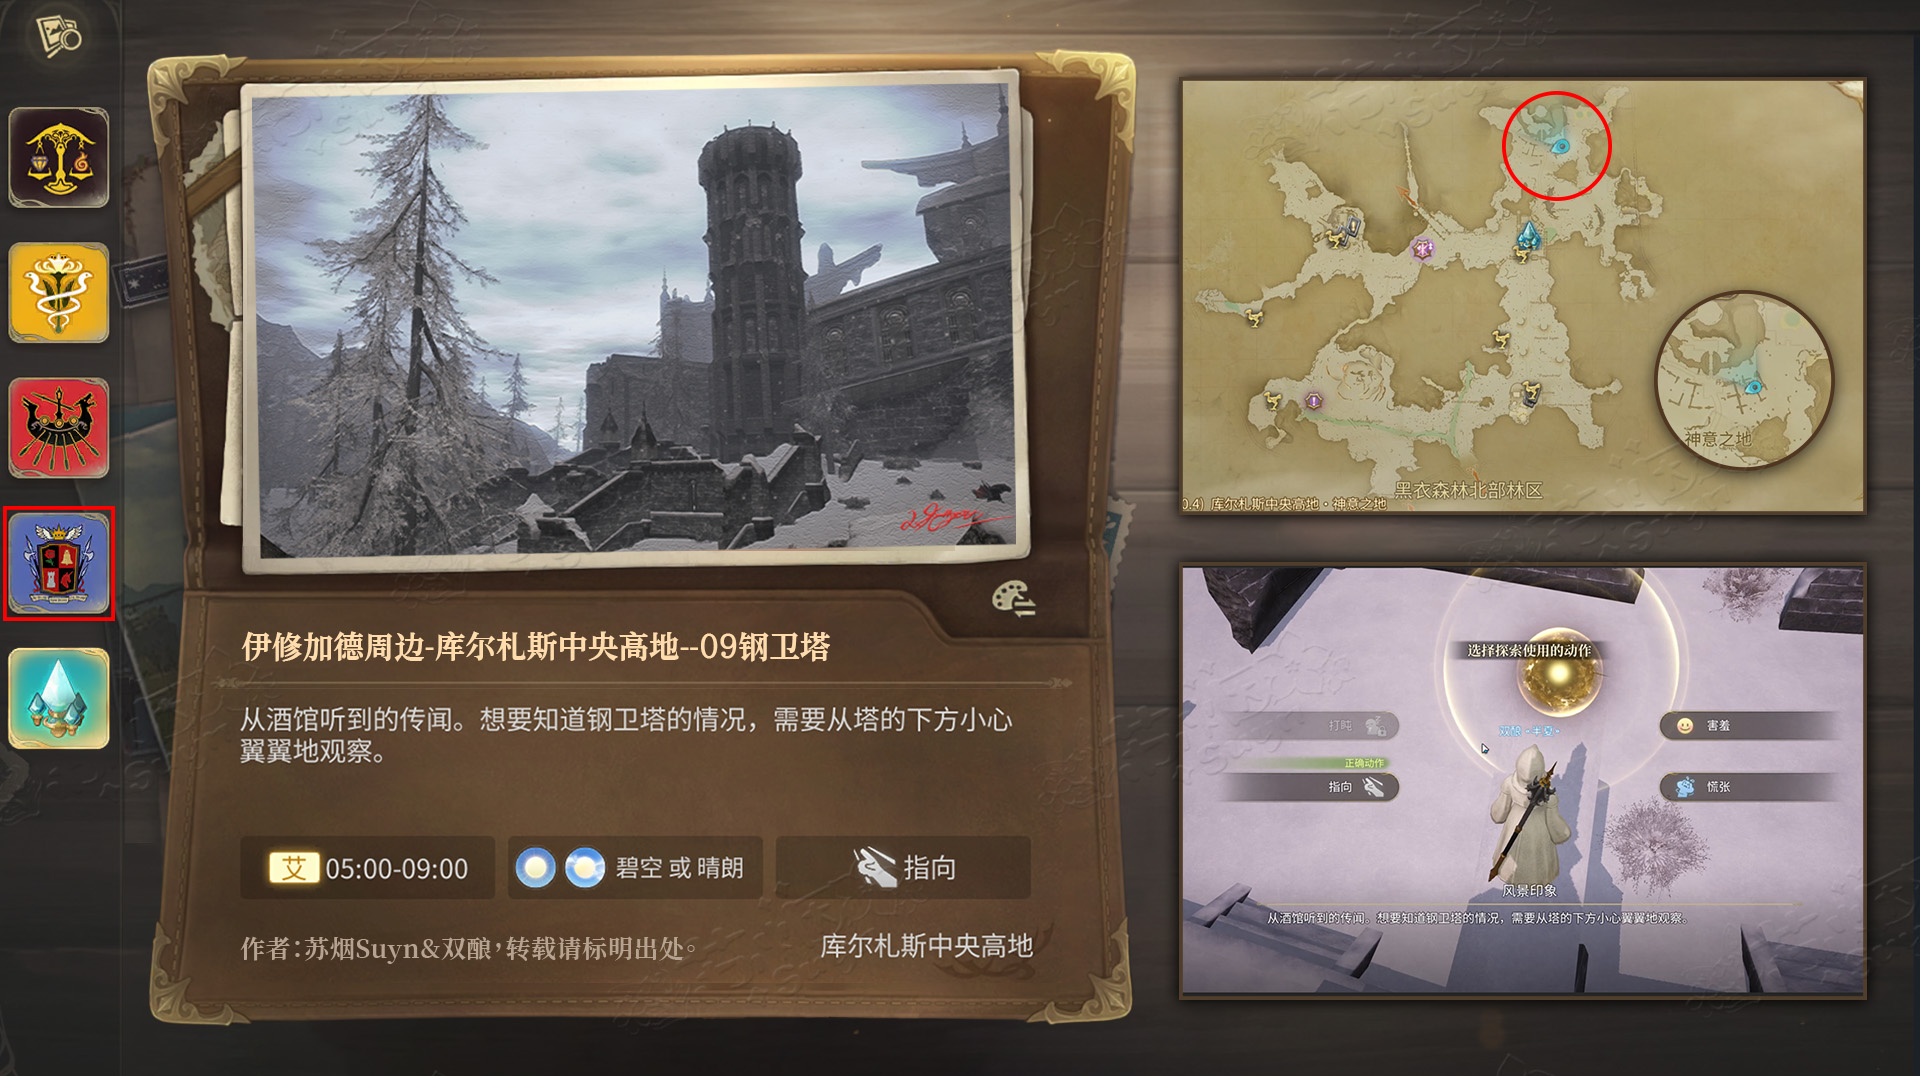 伊修加德周边-库尔札斯中央高地--09钢卫塔
从酒馆听到的传闻。想要知道钢卫塔的情况，需要从塔的下方小心
翼翼地观察。
艾 05:00-09:00
碧空 或 晴朗
指向
作者：苏烟Suyn&双酿，转载请标明出处。
库尔札斯中央高地
神意之地
黑衣森林北部林区
0.4) 库尔札斯中央高地・神意之地
选择探索使用的动作
打盹
害羞
正确动作
指向
慌张
风景印象
从酒馆听到的传闻。想要知道钢卫塔的情况，需要从塔的下方小心翼翼地观察。